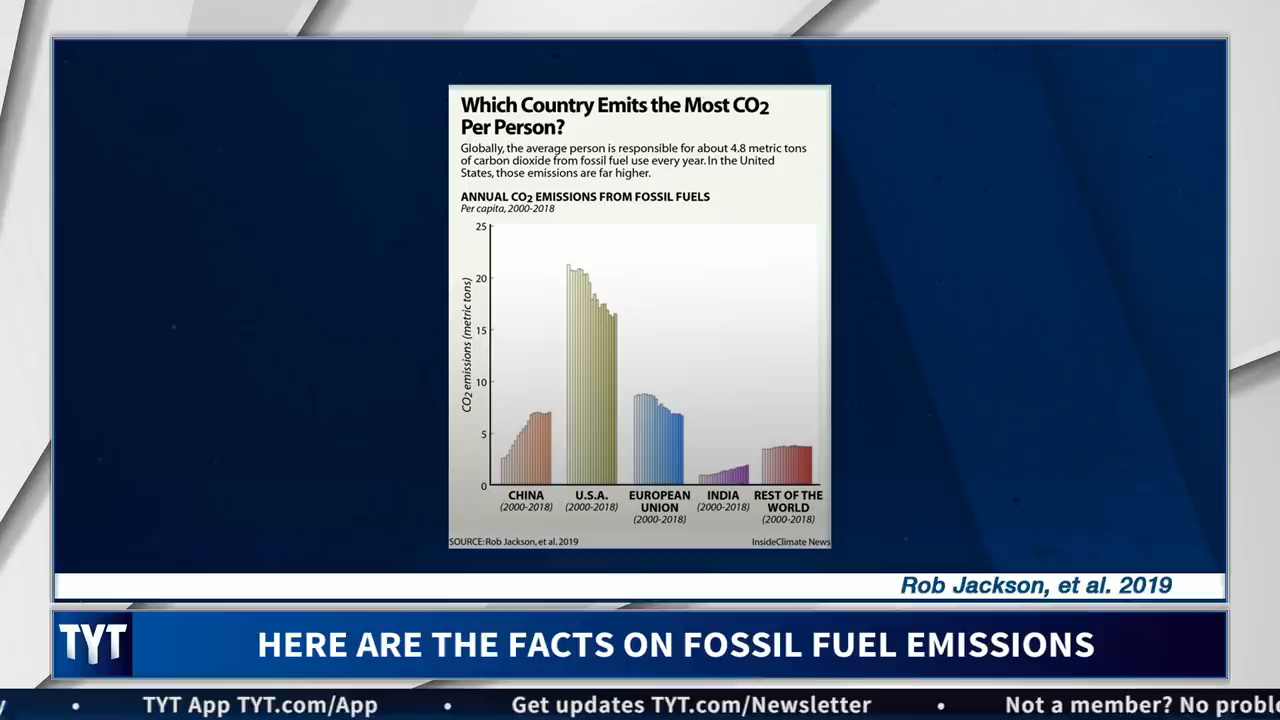 Which Country Emits the Most CO2
Per Person?
Globally, the average person is responsible for about 4.8 metric tons
of carbon dioxide from fossil fuel use every year. In the United
States, those emissions are far higher.
ANNUAL CO2 EMISSIONS FROM FOSSIL FUELS
Per capita, 2000-2018
CO2 emissions (metric tons)
25
20
15
10
5
0
CHINA
(2000-2018)
U.S.A.
(2000-2018)
EUROPEAN
UNION
(2000-2018)
INDIA
(2000-2018)
REST OF THE
WORLD
(2000-2018)
SOURCE: Rob Jackson, et al. 2019 InsideClimate News
Rob Jackson, et al. 2019
TYT HERE ARE THE FACTS ON FOSSIL FUEL EMISSIONS
y • TYT App TYT.com/App • Get updates TYT.com/Newsletter • Not a member? No proble